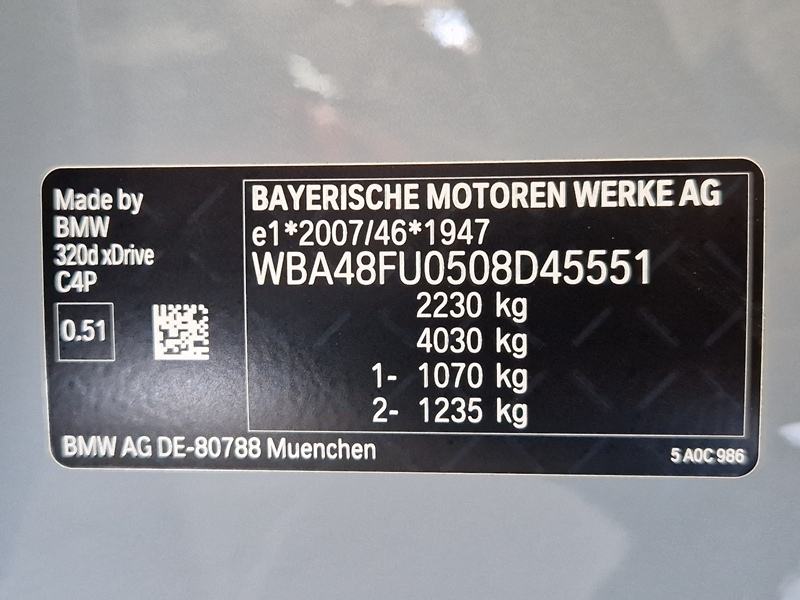 Made by
BMW
320d xDrive
C4P
0.51
BAYERISCHE MOTOREN WERKE AG
e1*2007/46*1947
WBA48FU0508D45551
2230 kg
4030 kg
1- 1070 kg
2- 1235 kg
BMW AG DE-80788 Muenchen
5 A0C 986